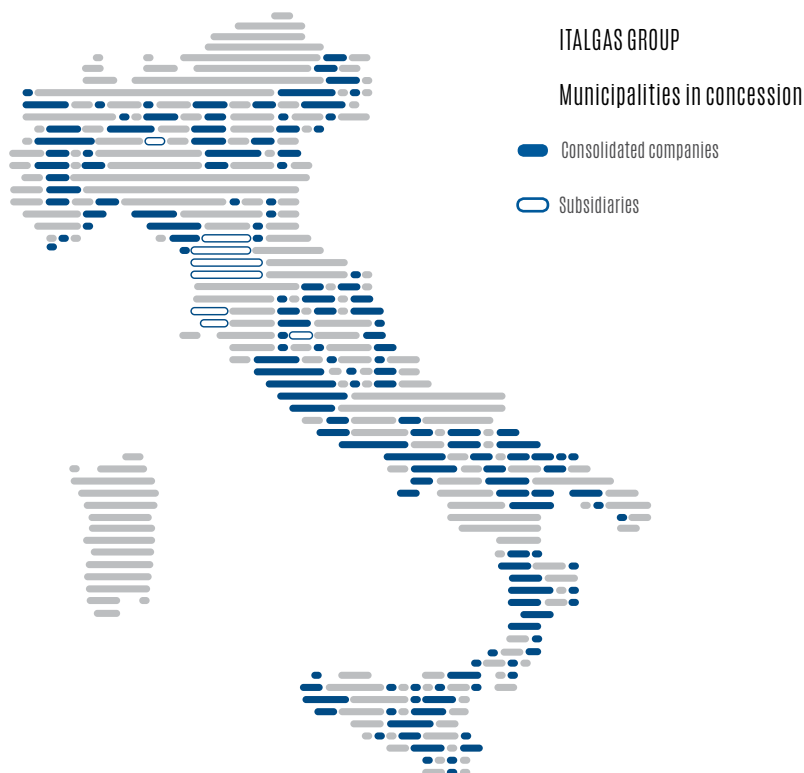 ITALGAS GROUP
Municipalities in concession
Consolidated companies
Subsidiaries